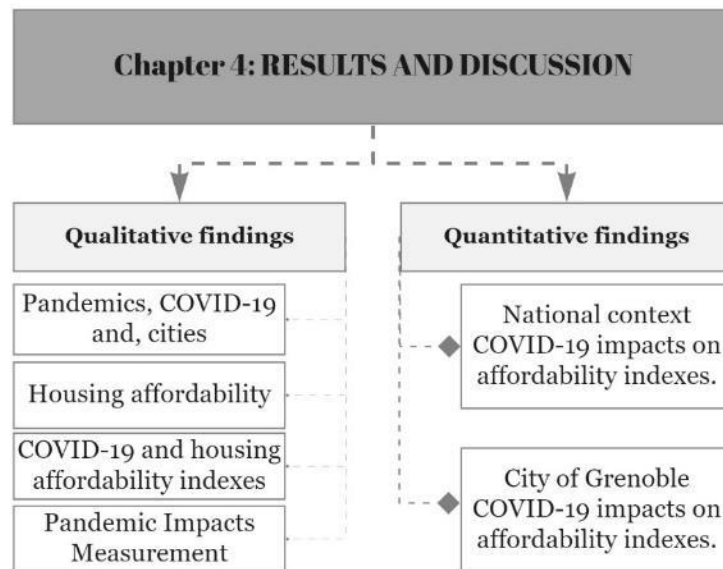 Chapter 4: RESULTS AND DISCUSSION
Qualitative findings
Pandemics, COVID-19
and, cities
Housing affordability
COVID-19 and housing
affordability indexes
Pandemic Impacts
Measurement
Quantitative findings
National context
COVID-19 impacts on
affordability indexes.
City of Grenoble
COVID-19 impacts on
affordability indexes.